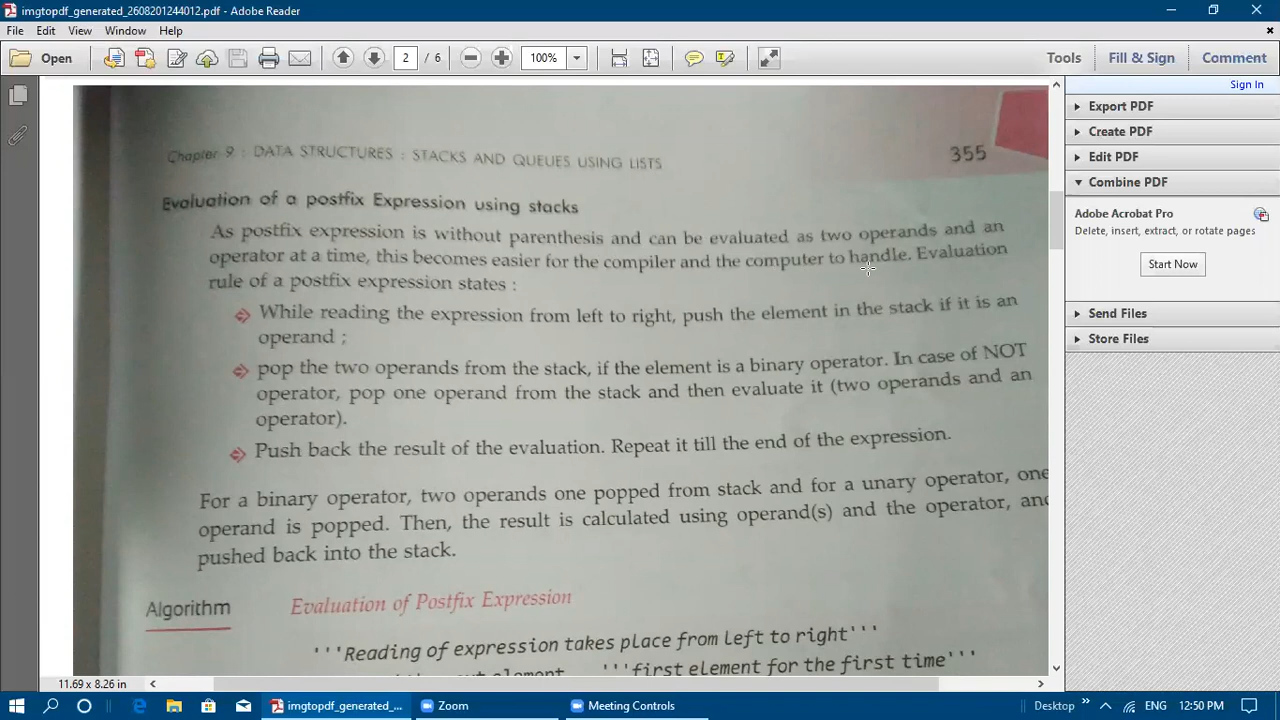 imgtopdf_generated_2608201244012.pdf - Adobe Reader
File Edit View Window Help
Open 2 / 6 100% Tools Fill & Sign Comment
Sign In
Export PDF
Create PDF
Edit PDF
Combine PDF
Adobe Acrobat Pro
Delete, insert, extract, or rotate pages
Start Now
Send Files
Store Files
Chapter 9 : DATA STRUCTURES : STACKS AND QUEUES USING LISTS 355
Evaluation of a postfix Expression using stacks
As postfix expression is without parenthesis and can be evaluated as two operands and an
operator at a time, this becomes easier for the compiler and the computer to handle. Evaluation
rule of a postfix expression states :
While reading the expression from left to right, push the element in the stack if it is an
operand ;
pop the two operands from the stack, if the element is a binary operator. In case of NOT
operator, pop one operand from the stack and then evaluate it (two operands and an
operator).
Push back the result of the evaluation. Repeat it till the end of the expression.
For a binary operator, two operands one popped from stack and for a unary operator, one
operand is popped. Then, the result is calculated using operand(s) and the operator, and
pushed back into the stack.
Algorithm Evaluation of Postfix Expression
'''Reading of expression takes place from left to right'''
element '''first element for the first time'''
11.69 x 8.26 in
imgtopdf_generated_... Zoom Meeting Controls Desktop » ENG 12:50 PM